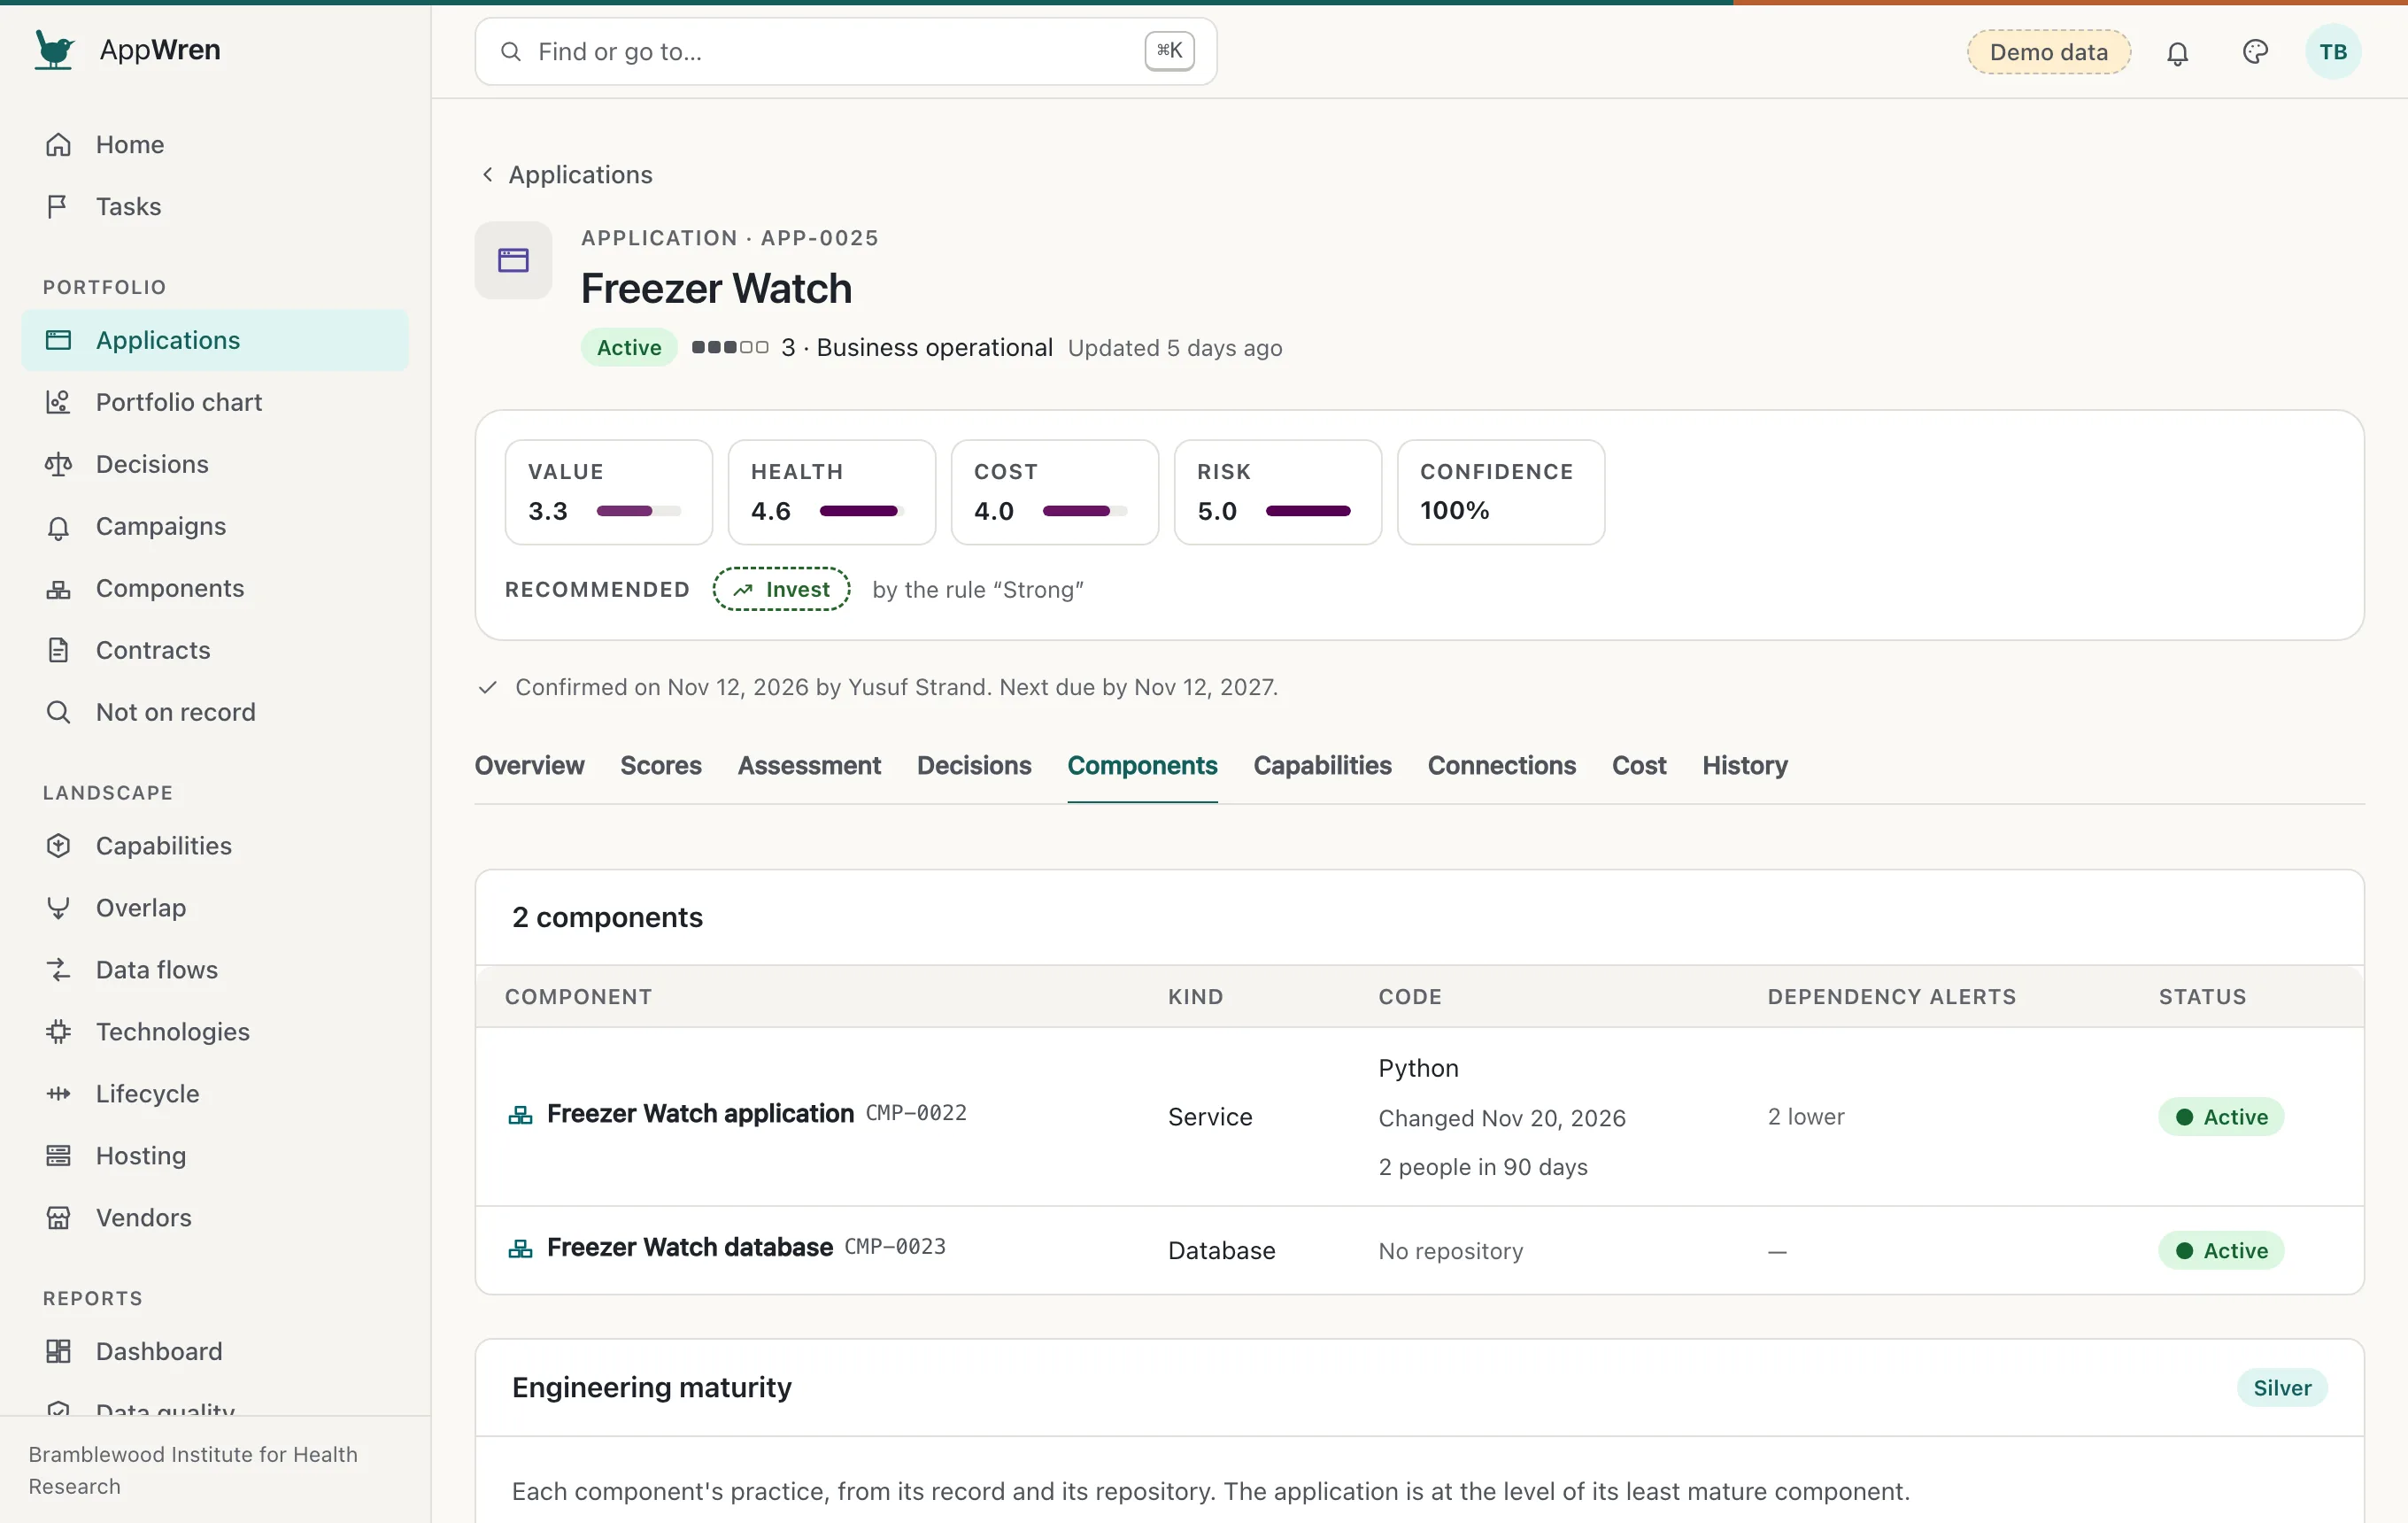 AppWren
Find or go to...
⌘K
Demo data
TB
Home
Tasks
PORTFOLIO
Applications
Portfolio chart
Decisions
Campaigns
Components
Contracts
Not on record
LANDSCAPE
Capabilities
Overlap
Data flows
Technologies
Lifecycle
Hosting
Vendors
REPORTS
Dashboard
Data quality
Bramblewood Institute for Health
Research
Applications
APPLICATION · APP-0025
Freezer Watch
Active 3 · Business operational Updated 5 days ago
VALUE HEALTH COST RISK CONFIDENCE
3.3 4.6 4.0 5.0 100%
RECOMMENDED Invest by the rule “Strong”
Confirmed on Nov 12, 2026 by Yusuf Strand. Next due by Nov 12, 2027.
Overview Scores Assessment Decisions Components Capabilities Connections Cost History
2 components
COMPONENT KIND CODE DEPENDENCY ALERTS STATUS
Python
Freezer Watch application CMP-0022 Service Changed Nov 20, 2026 2 lower Active
2 people in 90 days
Freezer Watch database CMP-0023 Database No repository — Active
Engineering maturity Silver
Each component's practice, from its record and its repository. The application is at the level of its least mature component.